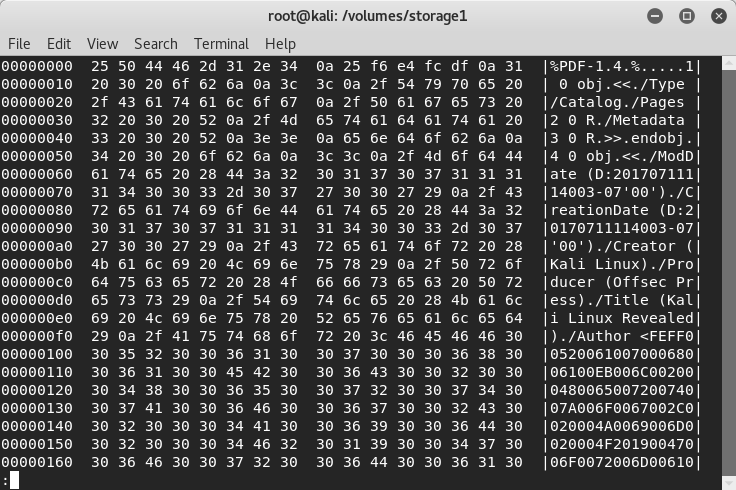 root@kali: /volumes/storage1
File Edit View Search Terminal Help
00000000  25 50 44 46 2d 31 2e 34  0a 25 f6 e4 fc df 0a 31  |%PDF-1.4.%.....1|
00000010  20 30 20 6f 62 6a 0a 3c  3c 0a 2f 54 79 70 65 20  | 0 obj.<<./Type |
00000020  2f 43 61 74 61 6c 6f 67  0a 2f 50 61 67 65 73 20  |/Catalog./Pages |
00000030  32 20 30 20 52 0a 2f 4d  65 74 61 64 61 74 61 20  |2 0 R./Metadata |
00000040  33 20 30 20 52 0a 3e 3e  0a 65 6e 64 6f 62 6a 0a  |3 0 R.>>.endobj.|
00000050  34 20 30 20 6f 62 6a 0a  3c 3c 0a 2f 4d 6f 64 44  |4 0 obj.<<./ModD|
00000060  61 74 65 20 28 44 3a 32  30 31 37 30 37 31 31 31  |ate (D:201707111|
00000070  31 34 30 30 33 2d 30 37  27 30 30 27 29 0a 2f 43  |14003-07'00')./C|
00000080  72 65 61 74 69 6f 6e 44  61 74 65 20 28 44 3a 32  |reationDate (D:2|
00000090  30 31 37 30 37 31 31 31  31 34 30 30 33 2d 30 37  |0170711114003-07|
000000a0  27 30 30 27 29 0a 2f 43  72 65 61 74 6f 72 20 28  |'00')./Creator (|
000000b0  4b 61 6c 69 20 4c 69 6e  75 78 29 0a 2f 50 72 6f  |Kali Linux)./Pro|
000000c0  64 75 63 65 72 20 28 4f  66 66 73 65 63 20 50 72  |ducer (Offsec Pr|
000000d0  65 73 73 29 0a 2f 54 69  74 6c 65 20 28 4b 61 6c  |ess)./Title (Kal|
000000e0  69 20 4c 69 6e 75 78 20  52 65 76 65 61 6c 65 64  |i Linux Revealed|
000000f0  29 0a 2f 41 75 74 68 6f  72 20 3c 46 45 46 46 30  |)./Author <FEFF0|
00000100  30 35 32 30 30 36 31 30  30 37 30 30 30 36 38 30  |0520061007000680|
00000110  30 36 31 30 30 45 42 30  30 36 43 30 30 32 30 30  |06100EB006C00200|
00000120  30 34 38 30 30 36 35 30  30 37 32 30 30 37 34 30  |0480065007200740|
00000130  30 37 41 30 30 36 46 30  30 36 37 30 30 32 43 30  |07A006F0067002C0|
00000140  30 32 30 30 30 34 41 30  30 36 39 30 30 36 44 30  |020004A0069006D0|
00000150  30 32 30 30 30 34 46 32  30 31 39 30 30 34 37 30  |020004F201900470|
00000160  30 36 46 30 30 37 32 30  30 36 44 30 30 36 31 30  |06F0072006D00610|
: